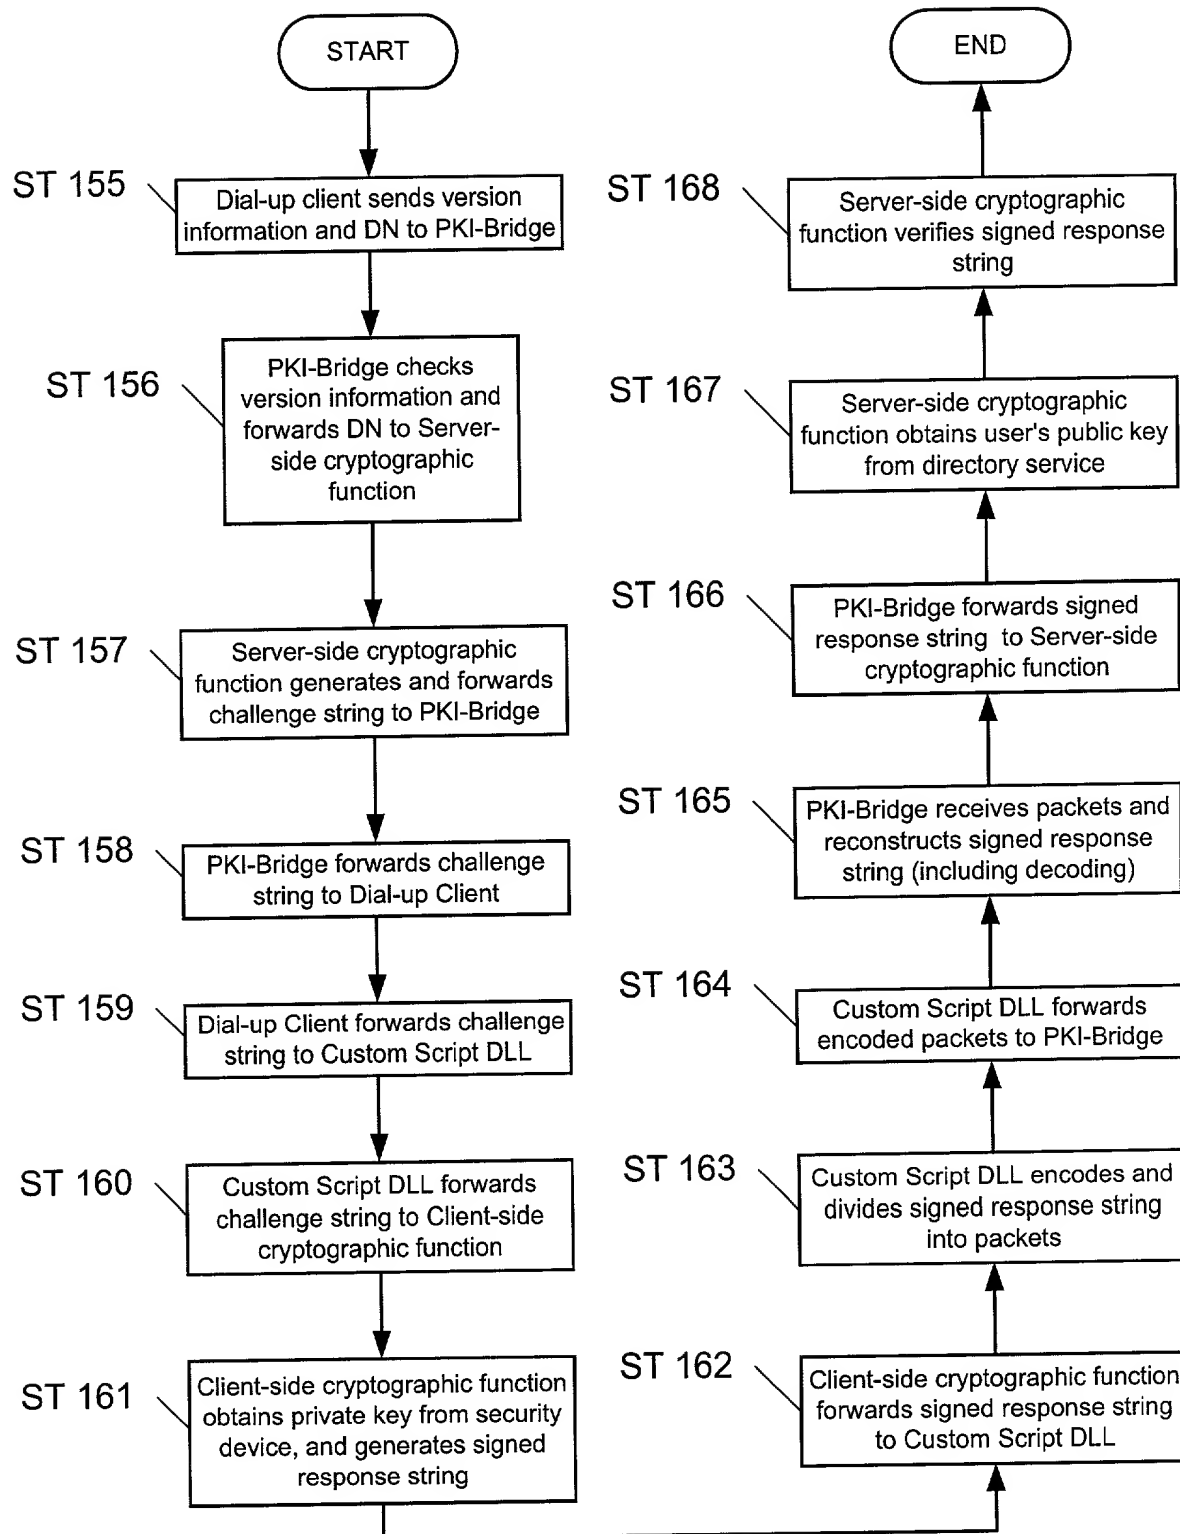 START
ST 155
Dial-up client sends version
information and DN to PKI-Bridge
ST 156
PKI-Bridge checks
version information and
forwards DN to Server-
side cryptographic
function
ST 157
Server-side cryptographic
function generates and forwards
challenge string to PKI-Bridge
ST 158
PKI-Bridge forwards challenge
string to Dial-up Client
ST 159
Dial-up Client forwards challenge
string to Custom Script DLL
ST 160
Custom Script DLL forwards
challenge string to Client-side
cryptographic function
ST 161
Client-side cryptographic function
obtains private key from security
device, and generates signed
response string
ST 162
Client-side cryptographic function
forwards signed response string
to Custom Script DLL
ST 163
Custom Script DLL encodes and
divides signed response string
into packets
ST 164
Custom Script DLL forwards
encoded packets to PKI-Bridge
ST 165
PKI-Bridge receives packets and
reconstructs signed response
string (including decoding)
ST 166
PKI-Bridge forwards signed
response string to Server-side
cryptographic function
ST 167
Server-side cryptographic
function obtains user's public key
from directory service
ST 168
Server-side cryptographic
function verifies signed response
string
END